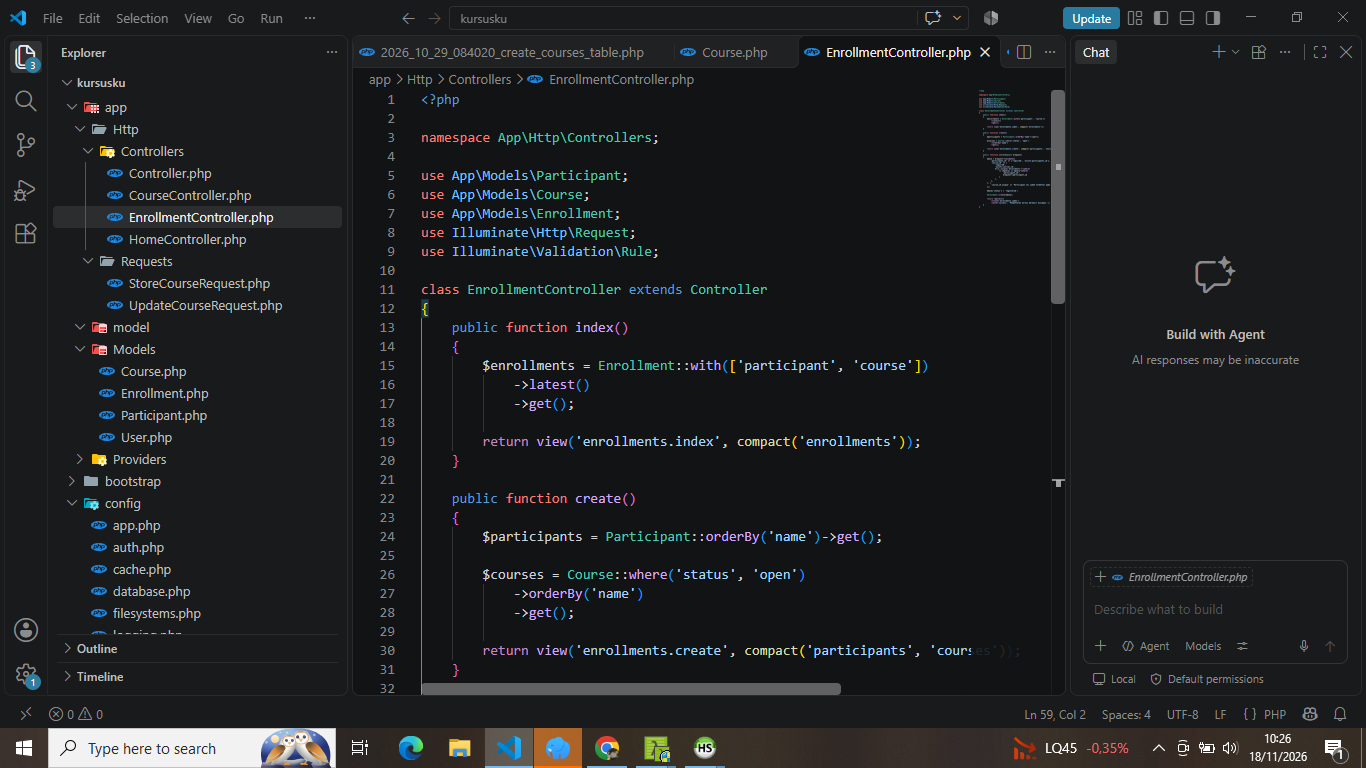 File Edit Selection View Go Run ··· kursusku Update
Explorer ···
kursusku
app
Http
Controllers
Controller.php
CourseController.php
EnrollmentController.php
HomeController.php
Requests
StoreCourseRequest.php
UpdateCourseRequest.php
model
Models
Course.php
Enrollment.php
Participant.php
User.php
Providers
bootstrap
config
app.php
auth.php
cache.php
database.php
filesystems.php
logging.php
Outline
Timeline
3
1
2026_10_29_084020_create_courses_table.php Course.php EnrollmentController.php
app > Http > Controllers > EnrollmentController.php
1 <?php
2
3 namespace App\Http\Controllers;
4
5 use App\Models\Participant;
6 use App\Models\Course;
7 use App\Models\Enrollment;
8 use Illuminate\Http\Request;
9 use Illuminate\Validation\Rule;
10
11 class EnrollmentController extends Controller
12 {
13 public function index()
14 {
15 $enrollments = Enrollment::with(['participant', 'course'])
16 ->latest()
17 ->get();
18
19 return view('enrollments.index', compact('enrollments'));
20 }
21
22 public function create()
23 {
24 $participants = Participant::orderBy('name')->get();
25
26 $courses = Course::where('status', 'open')
27 ->orderBy('name')
28 ->get();
29
30 return view('enrollments.create', compact('participants', 'courses'));
31 }
32
Chat
Build with Agent
AI responses may be inaccurate
EnrollmentController.php
Describe what to build
Agent Models
Local Default permissions
0 0 Ln 59, Col 2 Spaces: 4 UTF-8 LF { } PHP
Type here to search
HS
LQ45 -0,35%
10:26
18/11/2026
1